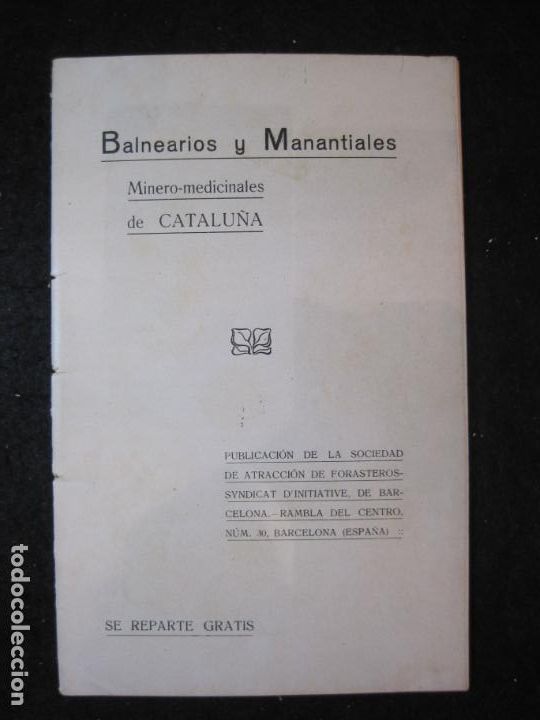 Balnearios y Manantiales
Minero-medicinales
de CATALUÑA
PUBLICACIÓN DE LA SOCIEDAD
DE ATRACCIÓN DE FORASTEROS-
SYNDICAT D'INITIATIVE, DE BAR-
CELONA.—RAMBLA DEL CENTRO,
NÚM. 30, BARCELONA (ESPAÑA) ::
SE REPARTE GRATIS
todocoleccion.net